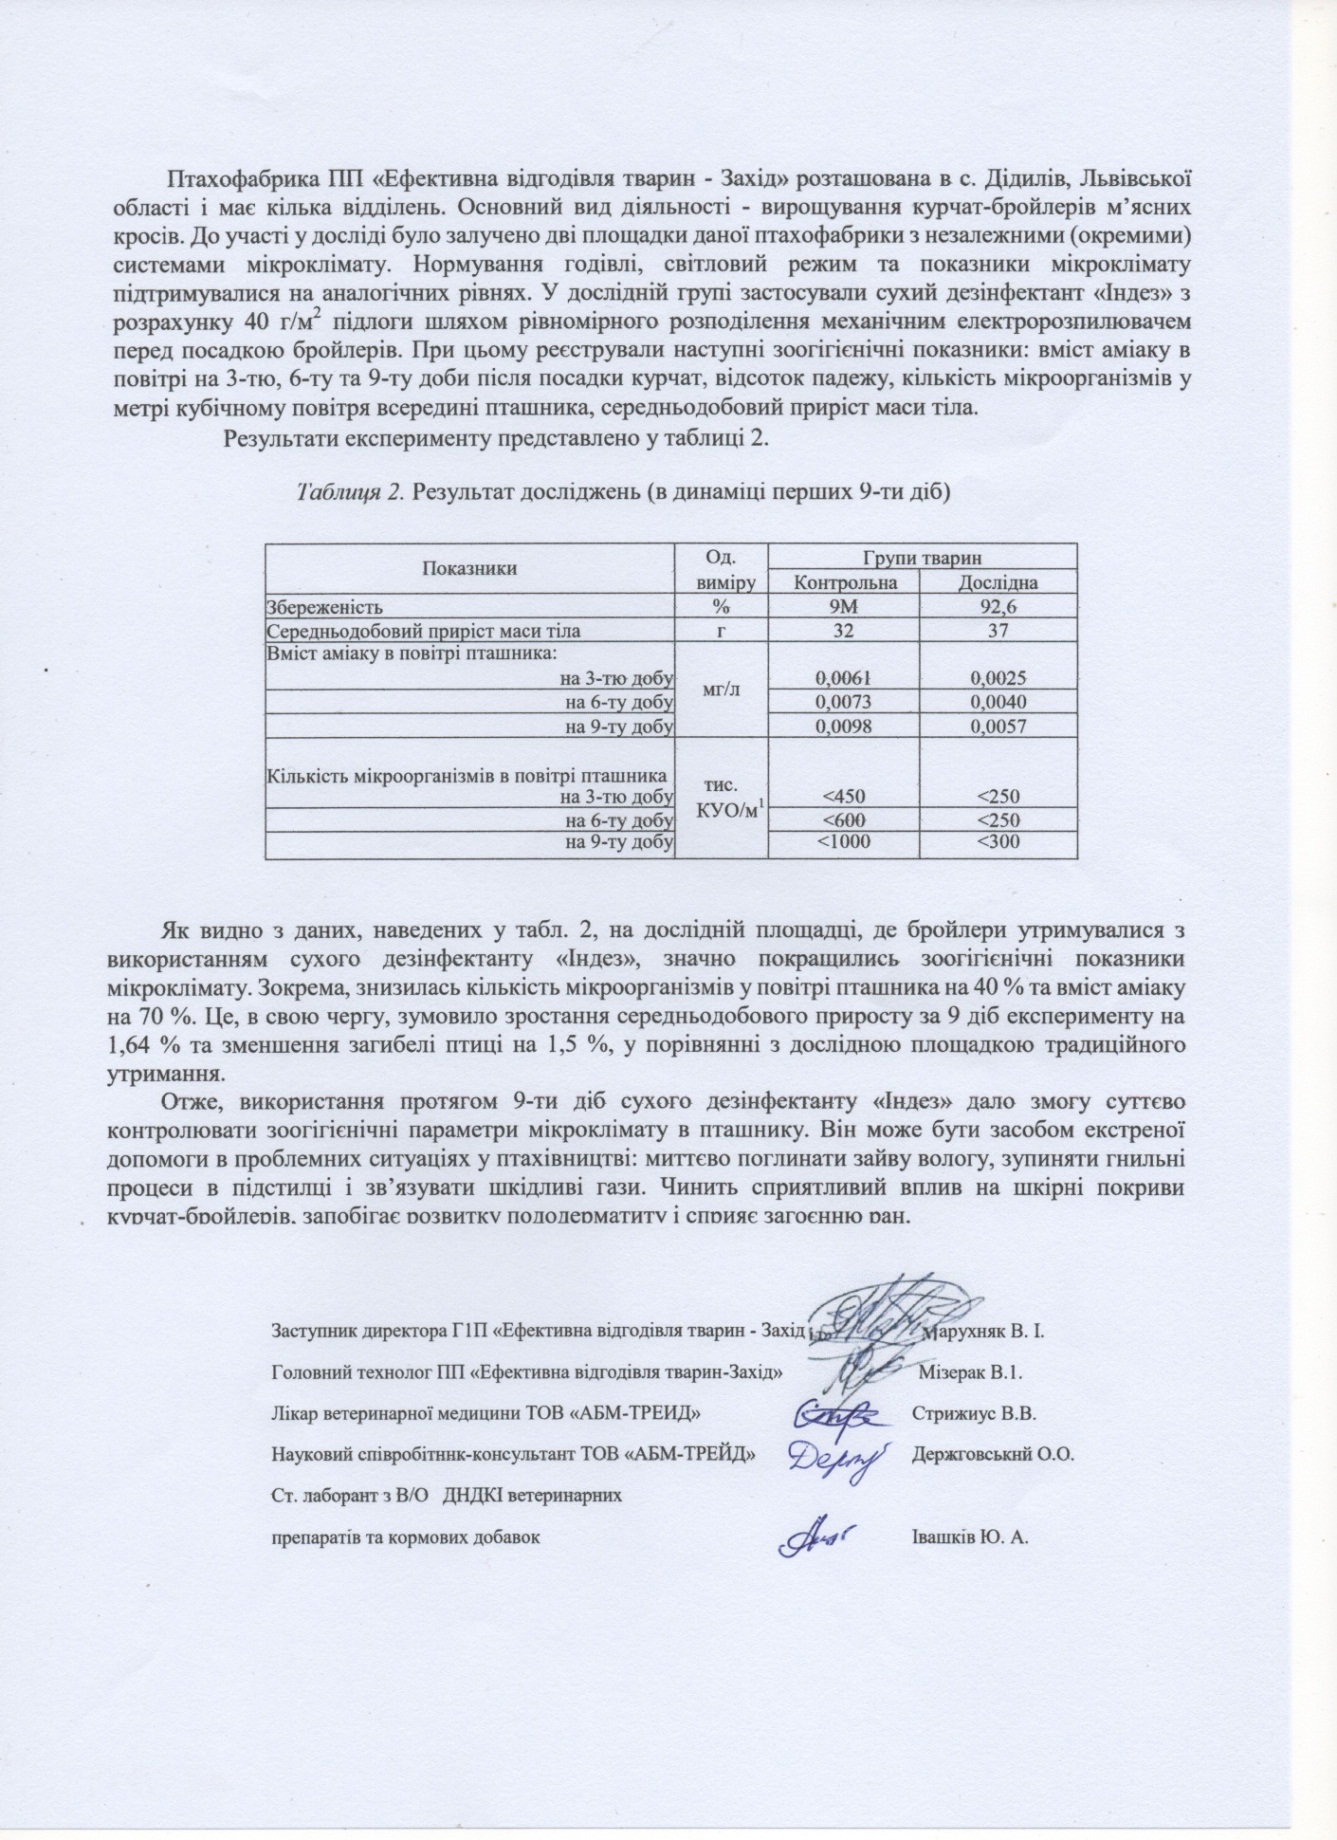 Птахофабрика ПП «Ефективна відгодівля тварин - Захід» розташована в с. Дідилів, Львівської
області і має кілька відділень. Основний вид діяльності - вирощування курчат-бройлерів м’ясних
кросів. До участі у досліді було залучено дві площадки даної птахофабрики з незалежними (окремими)
системами мікроклімату. Нормування годівлі, світловий режим та показники мікроклімату
підтримувалися на аналогічних рівнях. У дослідній групі застосували сухий дезінфектант «Індез» з
розрахунку 40 г/м² підлоги шляхом рівномірного розподілення механічним електророзпилювачем
перед посадкою бройлерів. При цьому реєстрували наступні зоогігієнічні показники: вміст аміаку в
повітрі на 3-тю, 6-ту та 9-ту доби після посадки курчат, відсоток падежу, кількість мікроорганізмів у
метрі кубічному повітря всередині пташника, середньодобовий приріст маси тіла.
Результати експерименту представлено у таблиці 2.
Таблиця 2. Результат досліджень (в динаміці перших 9-ти діб)
Показники Од. виміру Групи тварин
Контрольна Дослідна
Збереженість % 9М 92,6
Середньодобовий приріст маси тіла г 32 37
Вміст аміаку в повітрі пташника:
на 3-тю добу мг/л 0,0061 0,0025
на 6-ту добу 0,0073 0,0040
на 9-ту добу 0,0098 0,0057
Кількість мікроорганізмів в повітрі пташника
на 3-тю добу тис. КУО/м¹ <450 <250
на 6-ту добу <600 <250
на 9-ту добу <1000 <300
Як видно з даних, наведених у табл. 2, на дослідній площадці, де бройлери утримувалися з
використанням сухого дезінфектанту «Індез», значно покращились зоогігієнічні показники
мікроклімату. Зокрема, знизилась кількість мікроорганізмів у повітрі пташника на 40 % та вміст аміаку
на 70 %. Це, в свою чергу, зумовило зростання середньодобового приросту за 9 діб експерименту на
1,64 % та зменшення загибелі птиці на 1,5 %, у порівнянні з дослідною площадкою традиційного
утримання.
Отже, використання протягом 9-ти діб сухого дезінфектанту «Індез» дало змогу суттєво
контролювати зоогігієнічні параметри мікроклімату в пташнику. Він може бути засобом екстреної
допомоги в проблемних ситуаціях у птахівництві: миттєво поглинати зайву вологу, зупиняти гнильні
процеси в підстилці і зв’язувати шкідливі гази. Чинить сприятливий вплив на шкірні покриви
курчат-бройлерів, запобігає розвитку пододерматиту і сприяє загоєнню ран.
Заступник директора Г1П «Ефективна відгодівля тварин - Захід Марухняк В. І.
Головний технолог ПП «Ефективна відгодівля тварин-Захід» Мізерак В.1.
Лікар ветеринарної медицини ТОВ «АБМ-ТРЕИД» Стрижиус В.В.
Науковий співробітннк-консультант ТОВ «АБМ-ТРЕЙД» Держговськнй О.О.
Ст. лаборант з В/О ДНДКІ ветеринарних
препаратів та кормових добавок Івашків Ю. А.